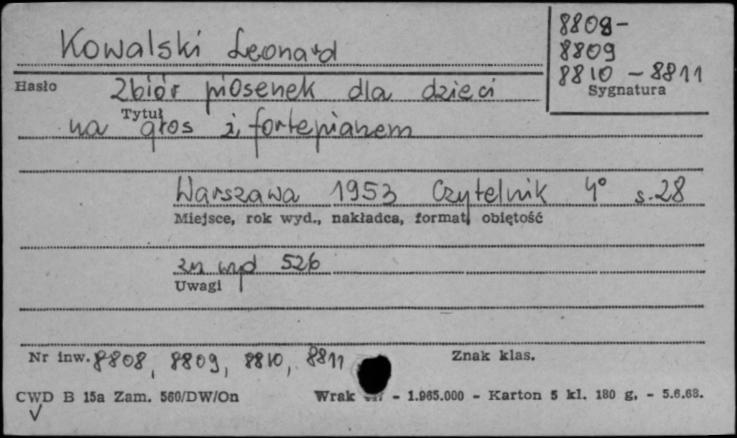 Kowalski Leonard
8808-
8809
8810 - 8811
Hasło
Sygnatura
Zbiór piosenek dla dzieci
Tytuł
na głos i fortepianem
Warszawa 1953 Czytelnik 4° s.28
Miejsce, rok wyd., nakładca, format, objętość
zn wyd 526
Uwagi
Nr inw. 8808, 8809, 8810, 8811
Znak klas.
CWD B 15a Zam. 560/DW/On Wrak - 1.965.000 - Karton 5 kl. 180 g. - 5.6.68.
V